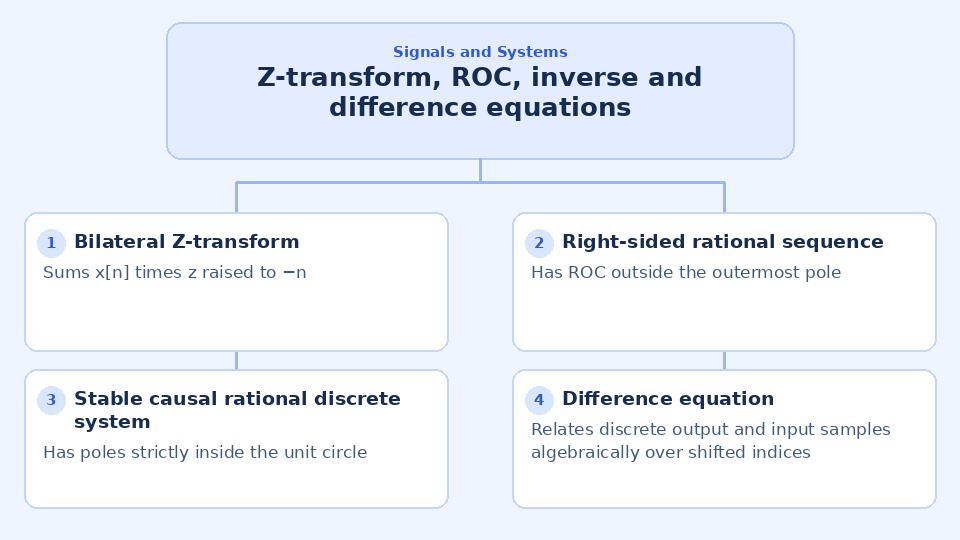 Signals and Systems
Z-transform, ROC, inverse and
difference equations
1 Bilateral Z-transform
Sums x[n] times z raised to −n
2 Right-sided rational sequence
Has ROC outside the outermost pole
3 Stable causal rational discrete
system
Has poles strictly inside the unit circle
4 Difference equation
Relates discrete output and input samples
algebraically over shifted indices